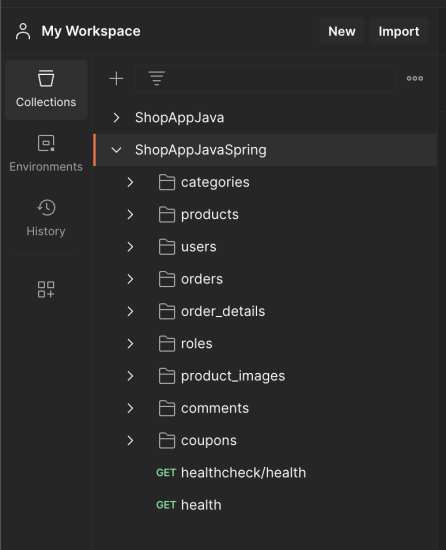 My Workspace
New
Import
Collections
Environments
History
ShopAppJava
ShopAppJavaSpring
categories
products
users
orders
order_details
roles
product_images
comments
coupons
GET healthcheck/health
GET health